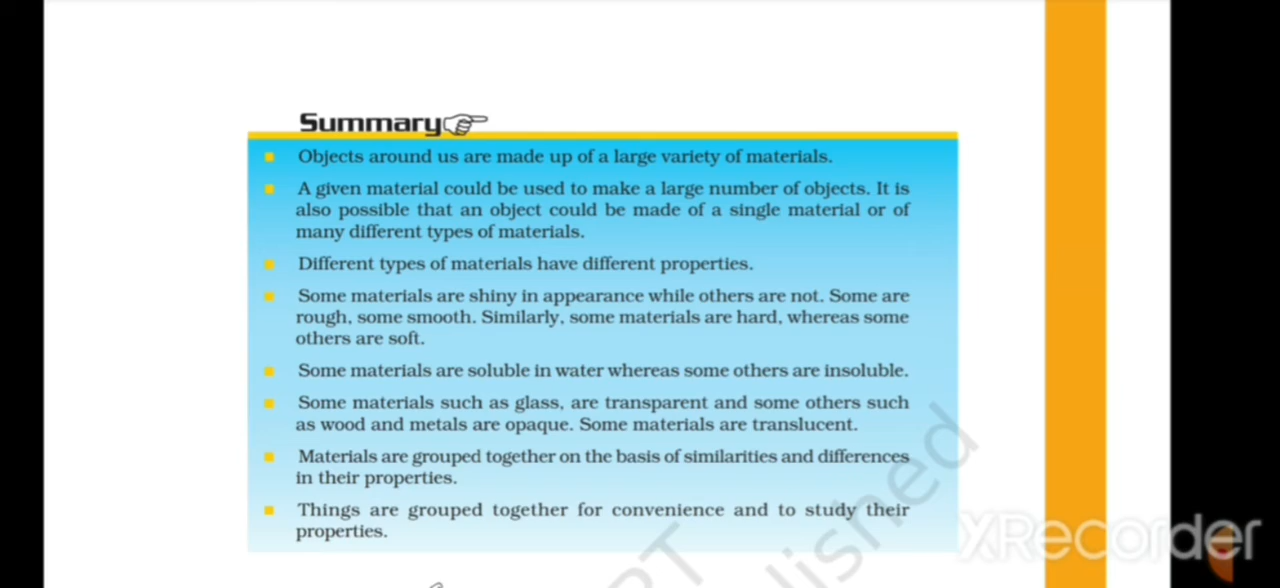 Summary
Objects around us are made up of a large variety of materials.
A given material could be used to make a large number of objects. It is
also possible that an object could be made of a single material or of
many different types of materials.
Different types of materials have different properties.
Some materials are shiny in appearance while others are not. Some are
rough, some smooth. Similarly, some materials are hard, whereas some
others are soft.
Some materials are soluble in water whereas some others are insoluble.
Some materials such as glass, are transparent and some others such
as wood and metals are opaque. Some materials are translucent.
Materials are grouped together on the basis of similarities and differences
in their properties.
Things are grouped together for convenience and to study their
properties.
XRecorder